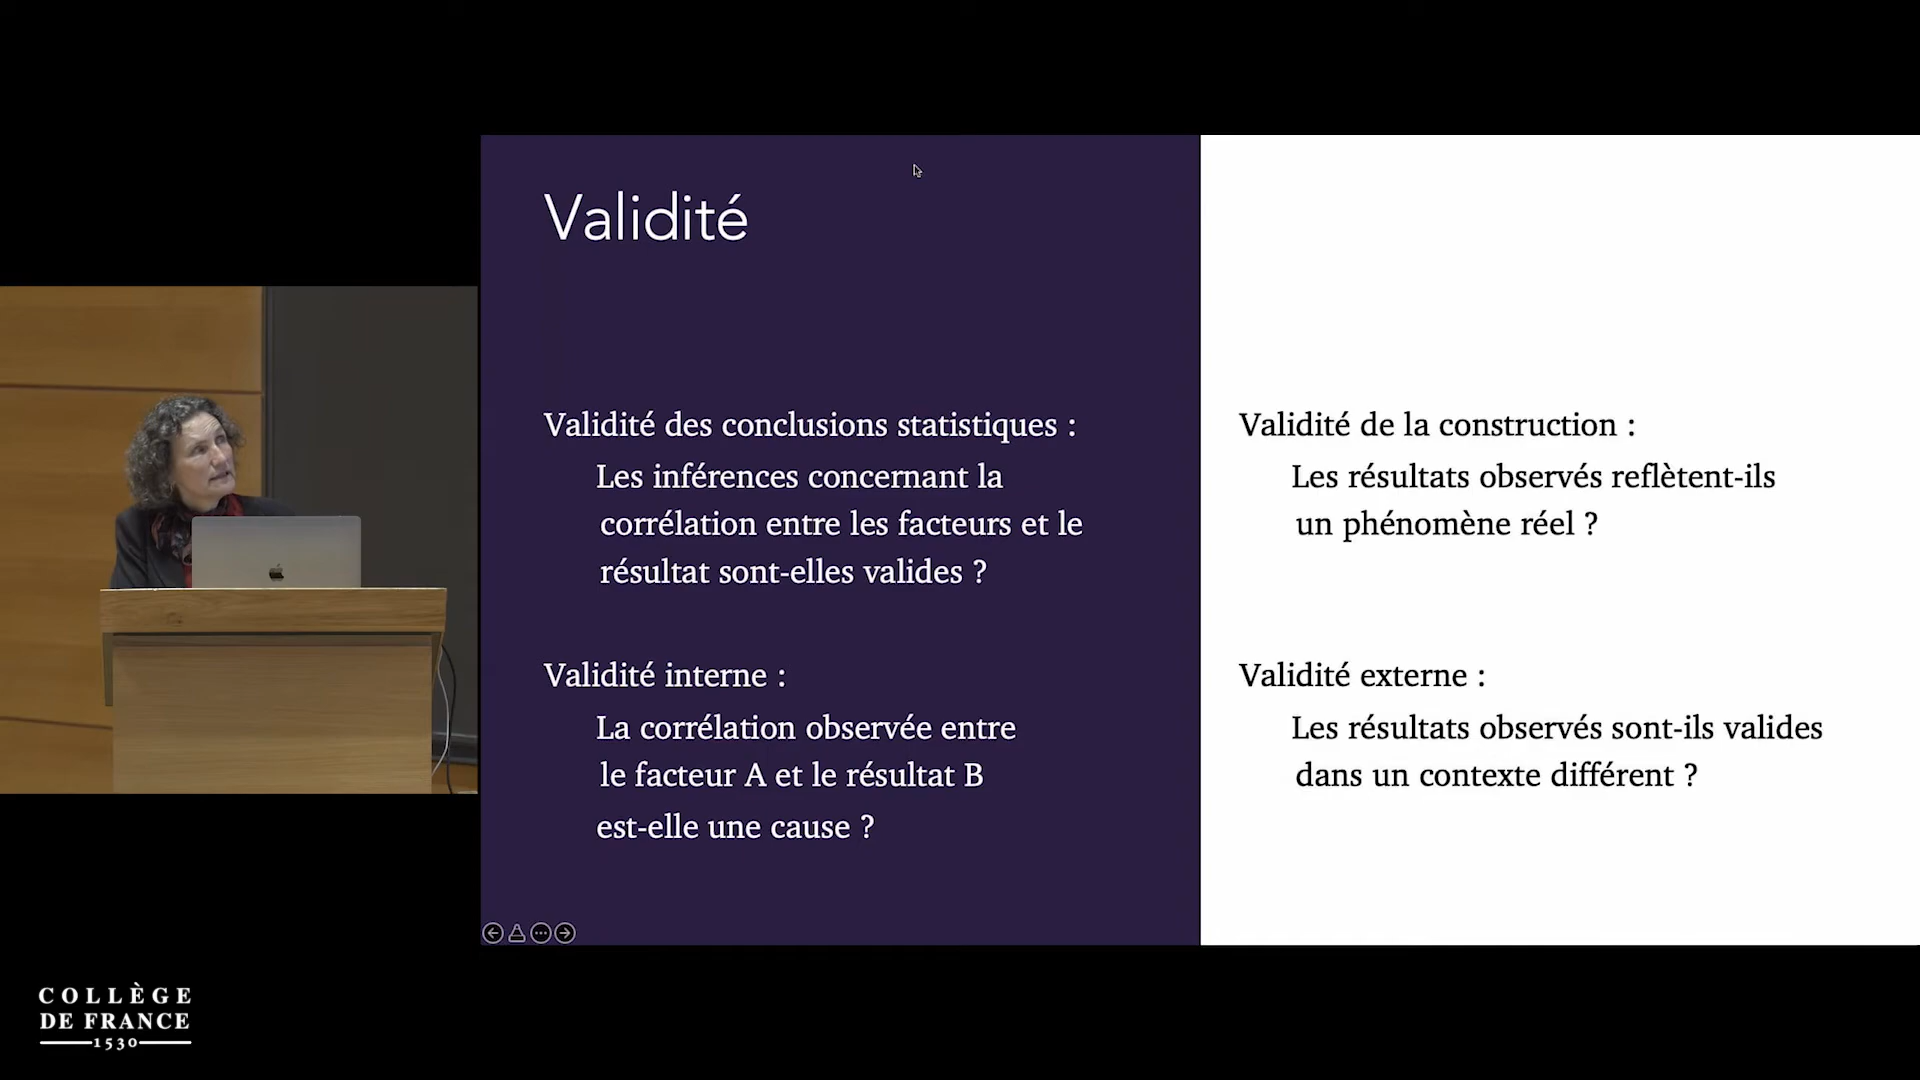 Validité
Validité des conclusions statistiques :
Les inférences concernant la
corrélation entre les facteurs et le
résultat sont-elles valides ?
Validité interne :
La corrélation observée entre
le facteur A et le résultat B
est-elle une cause ?
Validité de la construction :
Les résultats observés reflètent-ils
un phénomène réel ?
Validité externe :
Les résultats observés sont-ils valides
dans un contexte différent ?
COLLÈGE
DE FRANCE
1530